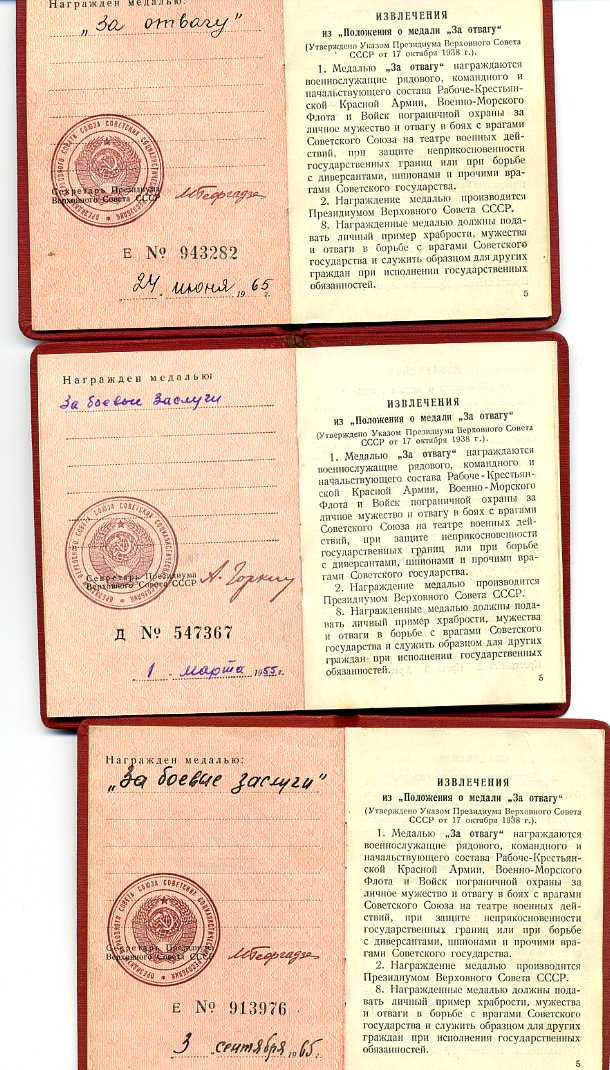 Награжден медалью:
„За отвагу"
Секретарь Президиума
Верховного Совета СССР
МГеоргадзе
Е № 943282
24 июня 1965 г.
ИЗВЛЕЧЕНИЯ
из „Положения о медали „За отвагу"
(Утверждено Указом Президиума Верховного Совета
СССР от 17 октября 1938 г.).
1. Медалью „За отвагу" награждаются
военнослужащие рядового, командного и
начальствующего состава Рабоче-Крестьян-
ской Красной Армии, Военно-Морского
Флота и Войск пограничной охраны за
личное мужество и отвагу в боях с врагами
Советского Союза на театре военных дей-
ствий, при защите неприкосновенности
государственных границ или при борьбе
с диверсантами, шпионами и прочими вра-
гами Советского государства.
2. Награждение медалью производится
Президиумом Верховного Совета СССР.
8. Награжденные медалью должны пода-
вать личный пример храбрости, мужества
и отваги в борьбе с врагами Советского
государства и служить образцом для других
граждан при исполнении государственных
обязанностей.
5
Награжден медалью:
За боевые заслуги
Секретарь Президиума
Верховного Совета СССР
А. Горкин
Д № 547367
1 марта 1955 г.
ИЗВЛЕЧЕНИЯ
из „Положения о медали „За отвагу"
(Утверждено Указом Президиума Верховного Совета
СССР от 17 октября 1938 г.).
1. Медалью „За отвагу" награждаются
военнослужащие рядового, командного и
начальствующего состава Рабоче-Крестьян-
ской Красной Армии, Военно-Морского
Флота и Войск пограничной охраны за
личное мужество и отвагу в боях с врагами
Советского Союза на театре военных дей-
ствий, при защите неприкосновенности
государственных границ или при борьбе
с диверсантами, шпионами и прочими вра-
гами Советского государства.
2. Награждение медалью производится
Президиумом Верховного Совета СССР.
8. Награжденные медалью должны пода-
вать личный пример храбрости, мужества
и отваги в борьбе с врагами Советского
государства и служить образцом для других
граждан при исполнении государственных
обязанностей.
5
Награжден медалью:
„За боевые заслуги"
Секретарь Президиума
Верховного Совета СССР
МГеоргадзе
Е № 913976
3 сентября 1965 г.
ИЗВЛЕЧЕНИЯ
из „Положения о медали „За отвагу"
(Утверждено Указом Президиума Верховного Совета
СССР от 17 октября 1938 г.).
1. Медалью „За отвагу" награждаются
военнослужащие рядового, командного и
начальствующего состава Рабоче-Крестьян-
ской Красной Армии, Военно-Морского
Флота и Войск пограничной охраны за
личное мужество и отвагу в боях с врагами
Советского Союза на театре военных дей-
ствий, при защите неприкосновенности
государственных границ или при борьбе
с диверсантами, шпионами и прочими вра-
гами Советского государства.
2. Награждение медалью производится
Президиумом Верховного Совета СССР.
8. Награжденные медалью должны пода-
вать личный пример храбрости, мужества
и отваги в борьбе с врагами Советского
государства и служить образцом для других
граждан при исполнении государственных
обязанностей.
5